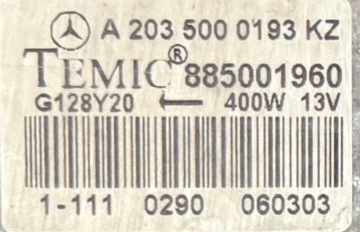 A 203 500 0193 KZ
TEMIC® 885001960
G128Y20 400W 13V
1-111 0290 060303